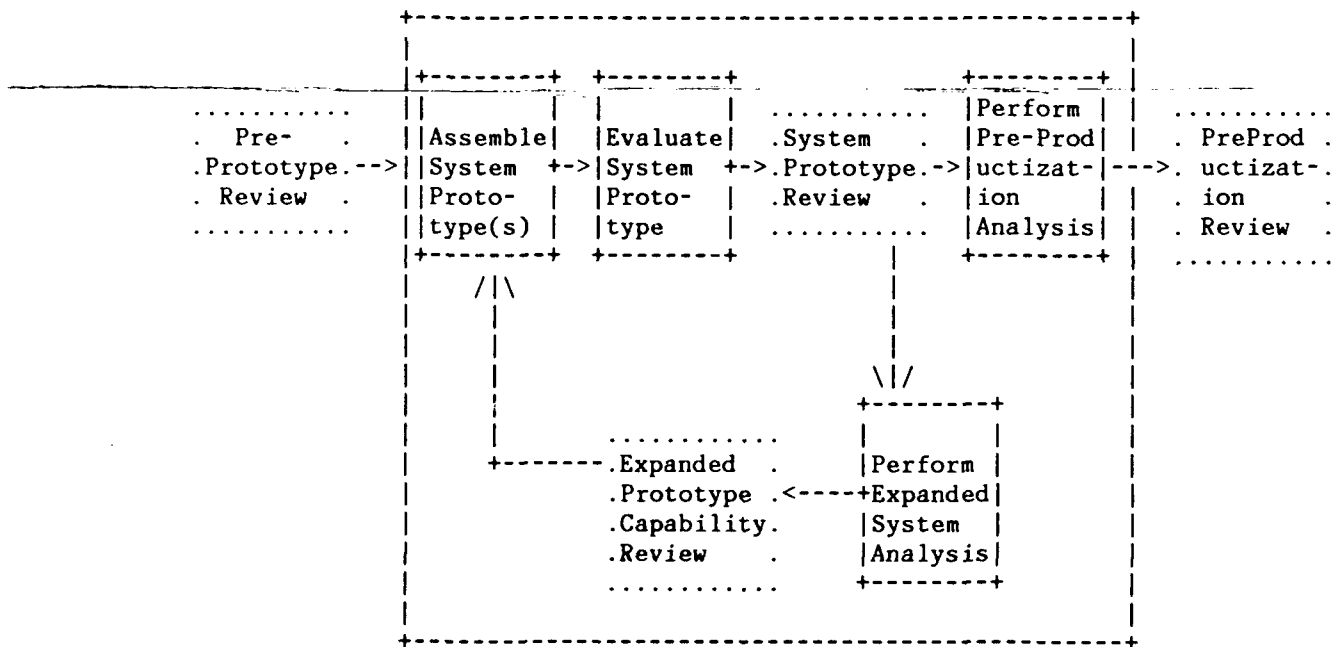 Pre-
Prototype
Review
Assemble
System
Proto-
type(s)
Evaluate
System
Proto-
type
System
Prototype
Review
Perform
Pre-Prod
uctizat-
ion
Analysis
PreProd
uctizat-
ion
Review
Expanded
Prototype
Capability
Review
Perform
Expanded
System
Analysis